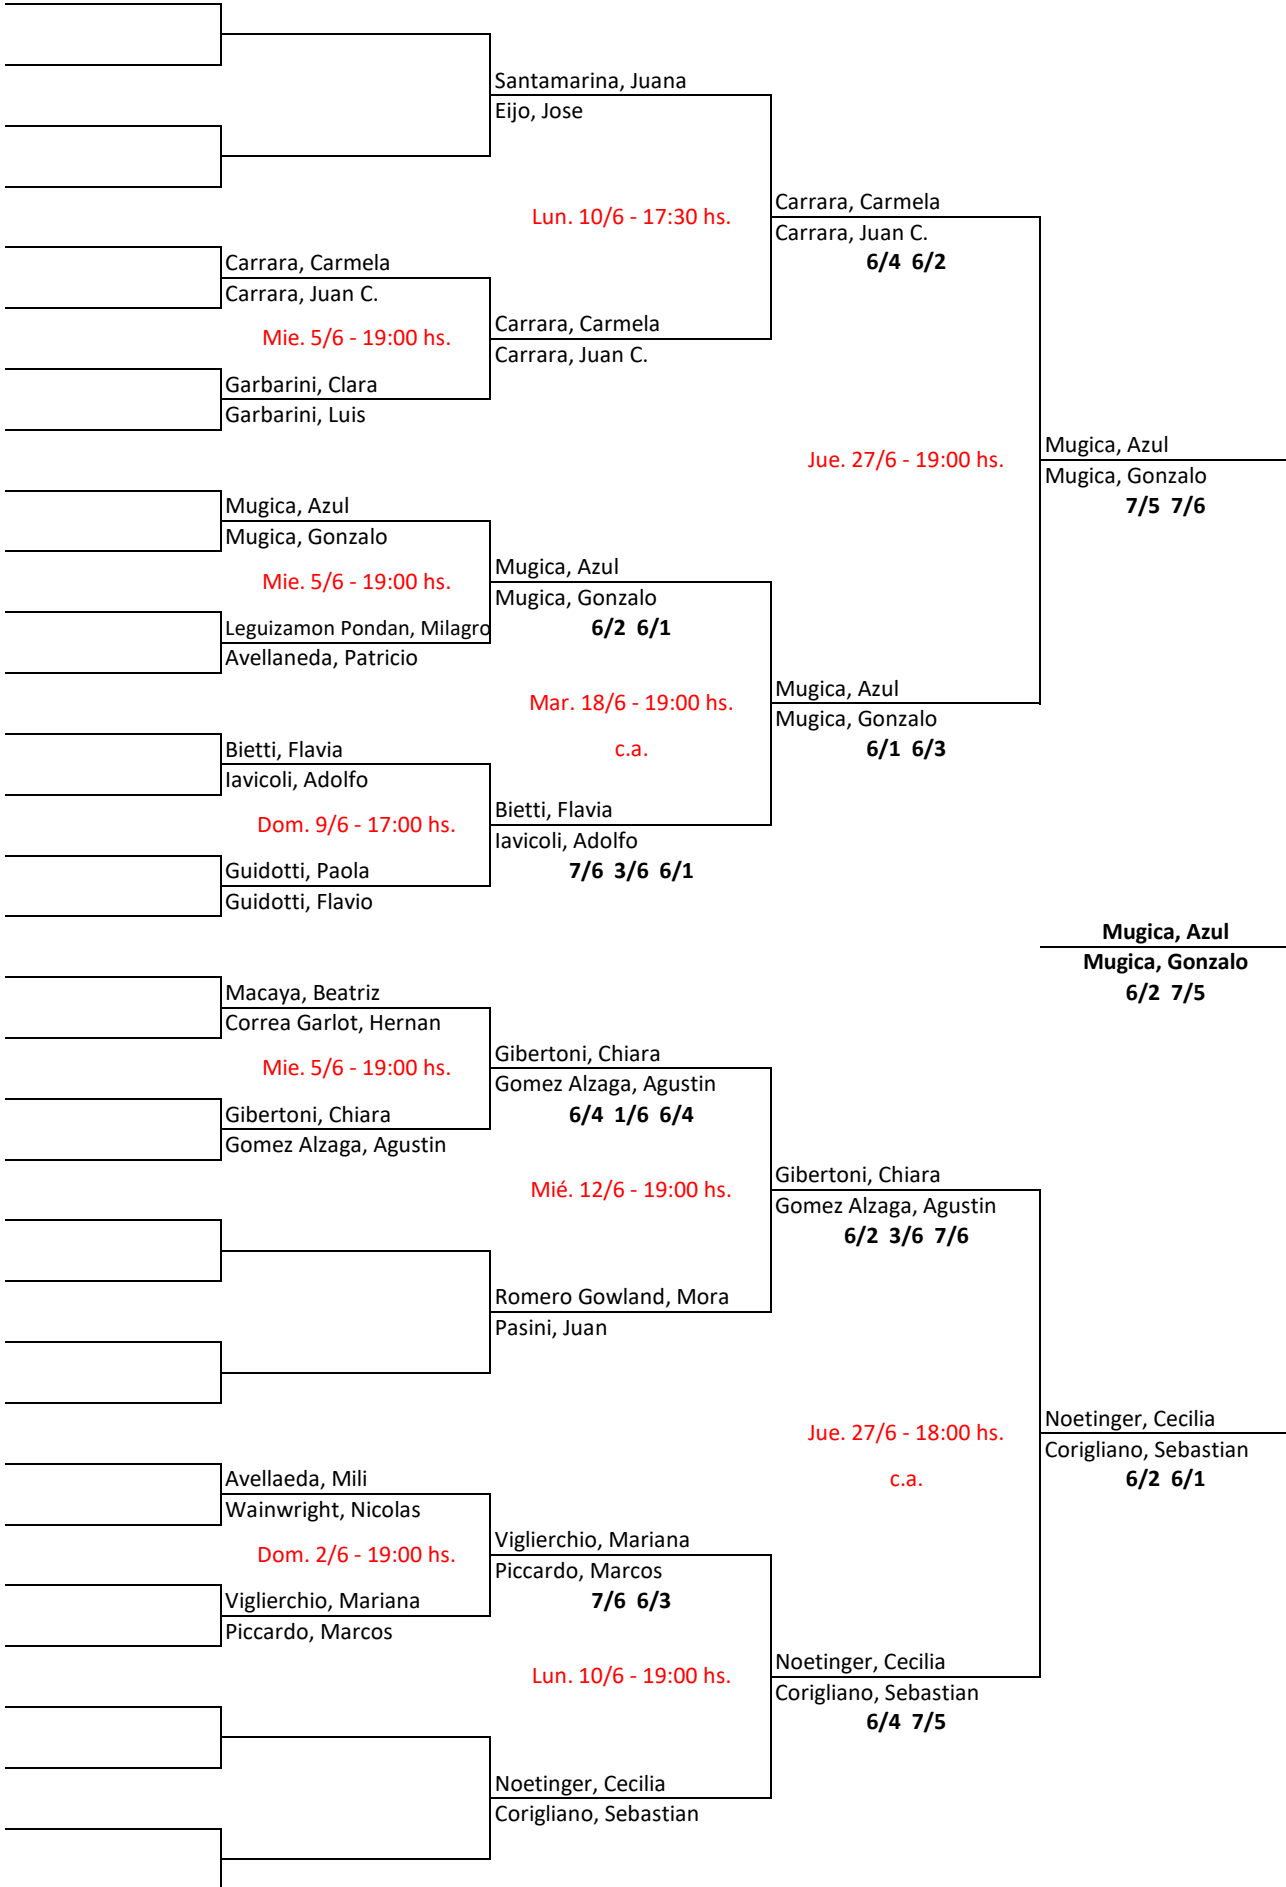 Santamarina, Juana
Eijo, Jose
Carrara, Carmela
Lun. 10/6 - 17:30 hs.
Carrara, Juan C.
6/4 6/2
Carrara, Carmela
Carrara, Juan C.
Mie. 5/6 - 19:00 hs.
Carrara, Carmela
Carrara, Juan C.
Garbarini, Clara
Garbarini, Luis
Jue. 27/6 - 19:00 hs.
Mugica, Azul
Mugica, Gonzalo
7/5 7/6
Mugica, Azul
Mugica, Gonzalo
Mie. 5/6 - 19:00 hs.
Mugica, Azul
Mugica, Gonzalo
6/2 6/1
Leguizamon Pondan, Milagro
Avellaneda, Patricio
Mar. 18/6 - 19:00 hs.
c.a.
Mugica, Azul
Mugica, Gonzalo
6/1 6/3
Bietti, Flavia
Iavicoli, Adolfo
Dom. 9/6 - 17:00 hs.
Bietti, Flavia
Iavicoli, Adolfo
7/6 3/6 6/1
Guidotti, Paola
Guidotti, Flavio
Mugica, Azul
Mugica, Gonzalo
6/2 7/5
Macaya, Beatriz
Correa Garlot, Hernan
Mie. 5/6 - 19:00 hs.
Gibertoni, Chiara
Gomez Alzaga, Agustin
6/4 1/6 6/4
Gibertoni, Chiara
Gomez Alzaga, Agustin
Mié. 12/6 - 19:00 hs.
Gibertoni, Chiara
Gomez Alzaga, Agustin
6/2 3/6 7/6
Romero Gowland, Mora
Pasini, Juan
Jue. 27/6 - 18:00 hs.
c.a.
Noetinger, Cecilia
Corigliano, Sebastian
6/2 6/1
Avellaeda, Mili
Wainwright, Nicolas
Dom. 2/6 - 19:00 hs.
Viglierchio, Mariana
Piccardo, Marcos
7/6 6/3
Viglierchio, Mariana
Piccardo, Marcos
Lun. 10/6 - 19:00 hs.
Noetinger, Cecilia
Corigliano, Sebastian
6/4 7/5
Noetinger, Cecilia
Corigliano, Sebastian